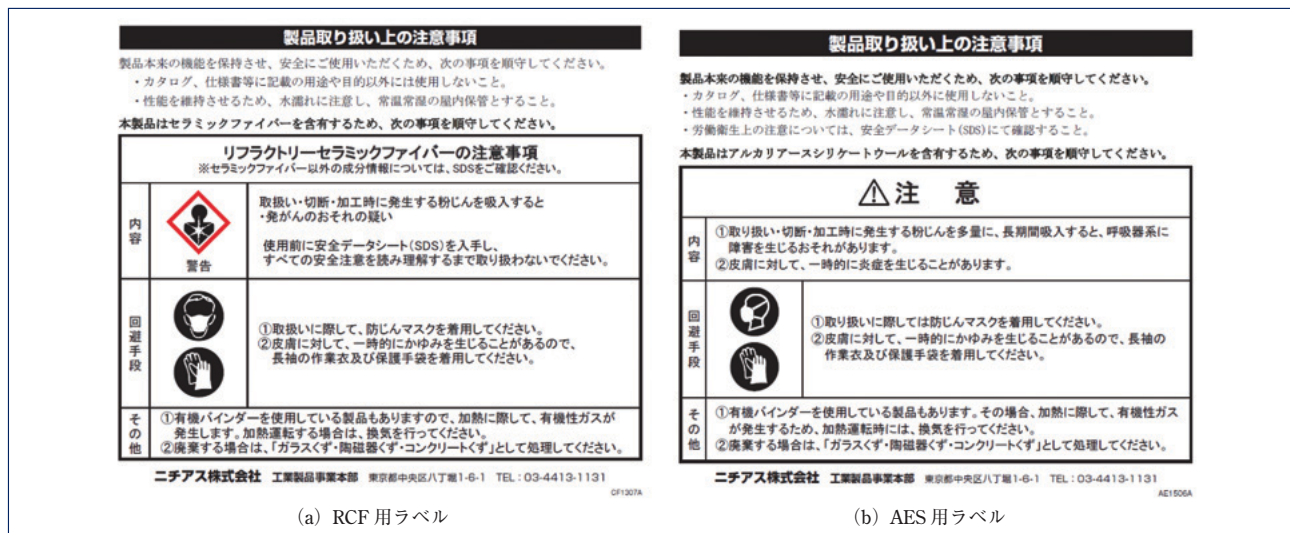 製品取り扱い上の注意事項
製品本来の機能を保持させ、安全にご使用いただくため、次の事項を順守してください。
・カタログ、仕様書等に記載の用途や目的以外には使用しないこと。
・性能を維持させるため、水濡れに注意し、常温常湿の屋内保管とすること。
本製品はセラミックファイバーを含有するため、次の事項を順守してください。
リフラクトリーセラミックファイバーの注意事項
※セラミックファイバー以外の成分情報については、SDSをご確認ください。
内容
警告
取扱い・切断・加工時に発生する粉じんを吸入すると
・発がんのおそれの疑い
使用前に安全データシート(SDS)を入手し、
すべての安全注意を読み理解するまで取り扱わないでください。
回避手段
①取扱いに際して、防じんマスクを着用してください。
②皮膚に対して、一時的にかゆみを生じることがあるので、
長袖の作業衣及び保護手袋を着用してください。
その他
①有機バインダーを使用している製品もありますので、加熱に際して、有機性ガスが
発生します。加熱運転する場合は、換気を行ってください。
②廃棄する場合は、「ガラスくず・陶磁器くず・コンクリートくず」として処理してください。
ニチアス株式会社 工業製品事業本部 東京都中央区八丁堀1-6-1 TEL:03-4413-1131
CF1307A
(a) RCF 用ラベル
製品取り扱い上の注意事項
製品本来の機能を保持させ、安全にご使用いただくため、次の事項を順守してください。
・カタログ、仕様書等に記載の用途や目的以外に使用しないこと。
・性能を維持させるため、水濡れに注意し、常温常湿の屋内保管とすること。
・労働衛生上の注意については、安全データシート(SDS)にて確認すること。
本製品はアルカリアースシリケートウールを含有するため、次の事項を順守してください。
注 意
内容
①取り扱い・切断・加工時に発生する粉じんを多量に、長期間吸入すると、呼吸器系に
障害を生じるおそれがあります。
②皮膚に対して、一時的に炎症を生じることがあります。
回避手段
①取り扱いに際しては防じんマスクを着用してください。
②皮膚に対して、一時的にかゆみを生じることがあるので、長袖の
作業衣及び保護手袋を着用してください。
その他
①有機バインダーを使用している製品もあります。その場合、加熱に際して、有機性ガス
が発生するため、加熱運転時には、換気を行ってください。
②廃棄する場合は、「ガラスくず・陶磁器くず・コンクリートくず」として処理してください。
ニチアス株式会社 工業製品事業本部 東京都中央区八丁堀1-6-1 TEL:03-4413-1131
AE1506A
(b) AES 用ラベル